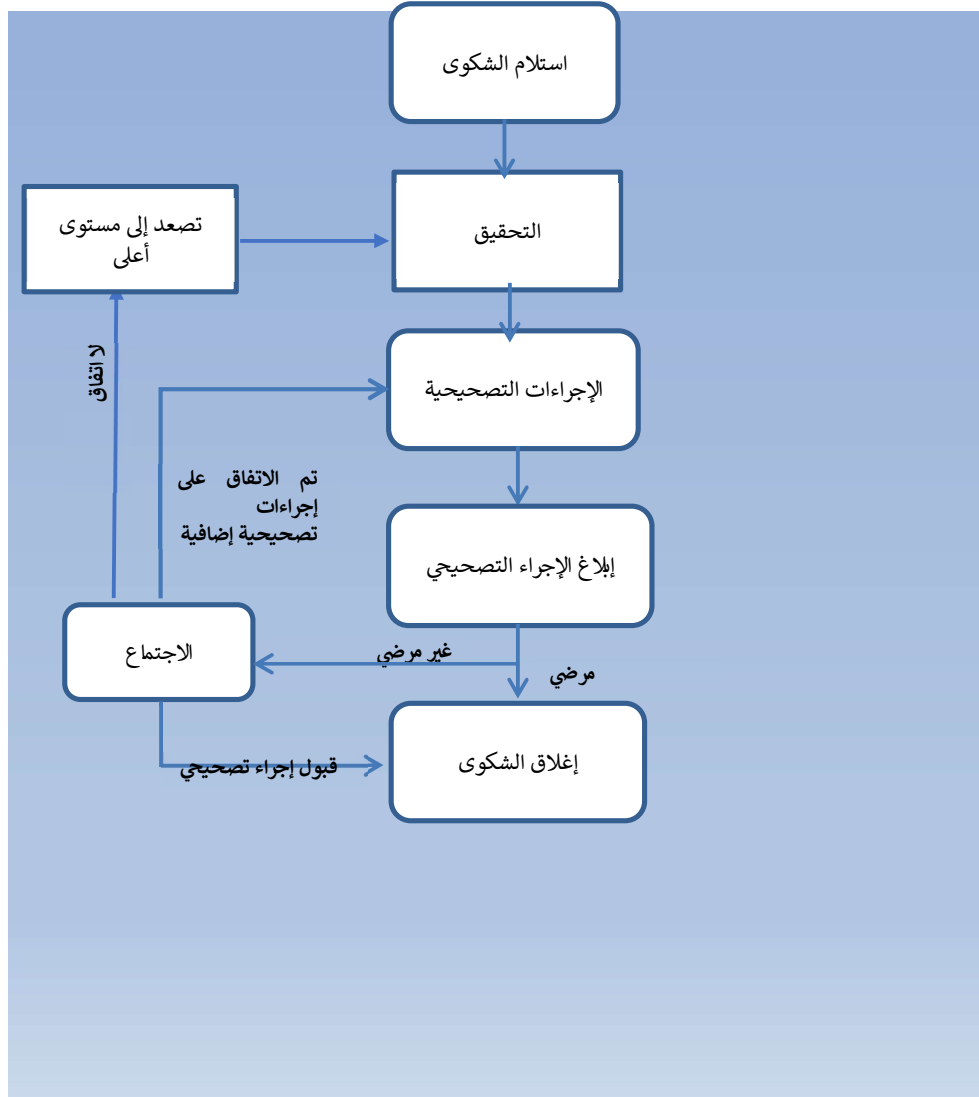 استلام الشكوى
التحقيق
تصعد إلى مستوى
أعلى
لا اتفاق
الإجراءات التصحيحية
تم الاتفاق على
إجراءات
تصحيحية إضافية
إبلاغ الإجراء التصحيحي
الاجتماع
غير مرضي
مرضي
إغلاق الشكوى
قبول إجراء تصحيحي